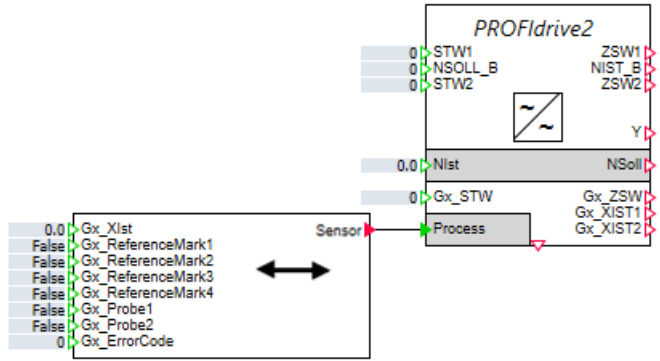 PROFIdrive2
0 STW1 ZSW1
0 NSOLL_B NIST_B
0 STW2 ZSW2
~
~
Y
0.0 NIst NSoll
0 Gx_STW Gx_ZSW
Gx_XIST1
Process Gx_XIST2
0.0 Gx_XIst Sensor
False Gx_ReferenceMark1
False Gx_ReferenceMark2
False Gx_ReferenceMark3
False Gx_ReferenceMark4
False Gx_Probe1
False Gx_Probe2
0 Gx_ErrorCode